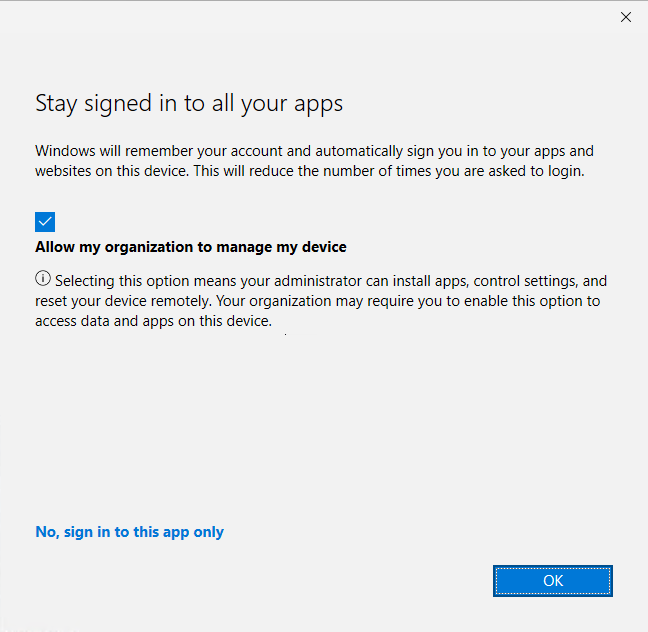 Stay signed in to all your apps
Windows will remember your account and automatically sign you in to your apps and
websites on this device. This will reduce the number of times you are asked to login.
Allow my organization to manage my device
Selecting this option means your administrator can install apps, control settings, and
reset your device remotely. Your organization may require you to enable this option to
access data and apps on this device.
No, sign in to this app only
OK